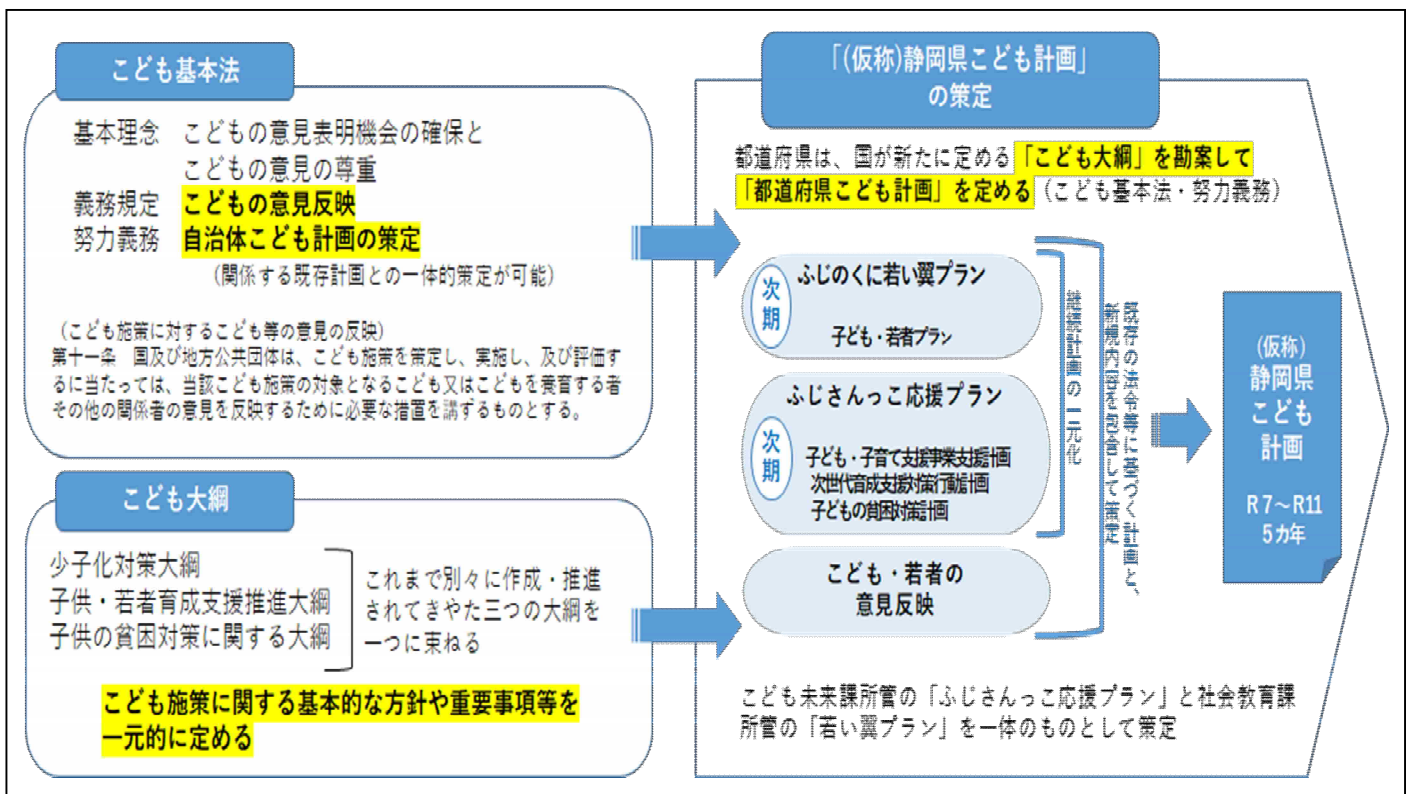 こども基本法
基本理念　こどもの意見表明機会の確保と
こどもの意見の尊重
義務規定　こどもの意見反映
努力義務　自治体こども計画の策定
（関係する既存計画との一体的策定が可能）
（こども施策に対するこども等の意見の反映）
第十一条　国及び地方公共団体は、こども施策を策定し、実施し、及び評価す
るに当たっては、当該こども施策の対象となるこども又はこどもを養育する者
その他の関係者の意見を反映するために必要な措置を講ずるものとする。
こども大綱
少子化対策大綱
子供・若者育成支援推進大綱
子供の貧困対策に関する大綱
これまで別々に作成・推進
されてきやた三つの大綱を
一つに束ねる
こども施策に関する基本的な方針や重要事項等を
一元的に定める
「(仮称)静岡県こども計画」
の策定
都道府県は、国が新たに定める「こども大綱」を勘案して
「都道府県こども計画」を定める（こども基本法・努力義務）
次期
ふじのくに若い翼プラン
子ども・若者プラン
次期
ふじさんっこ応援プラン
子ども・子育て支援事業支援計画
次世代育成支援対策行動計画
子どもの貧困対策計画
こども・若者の
意見反映
継続計画の一元化
既存の法令等に基づく計画と、
新規内容を包含して策定
(仮称)
静岡県
こども
計画
R７～R11
５カ年
こども未来課所管の「ふじさんっこ応援プラン」と社会教育課
所管の「若い翼プラン」を一体のものとして策定